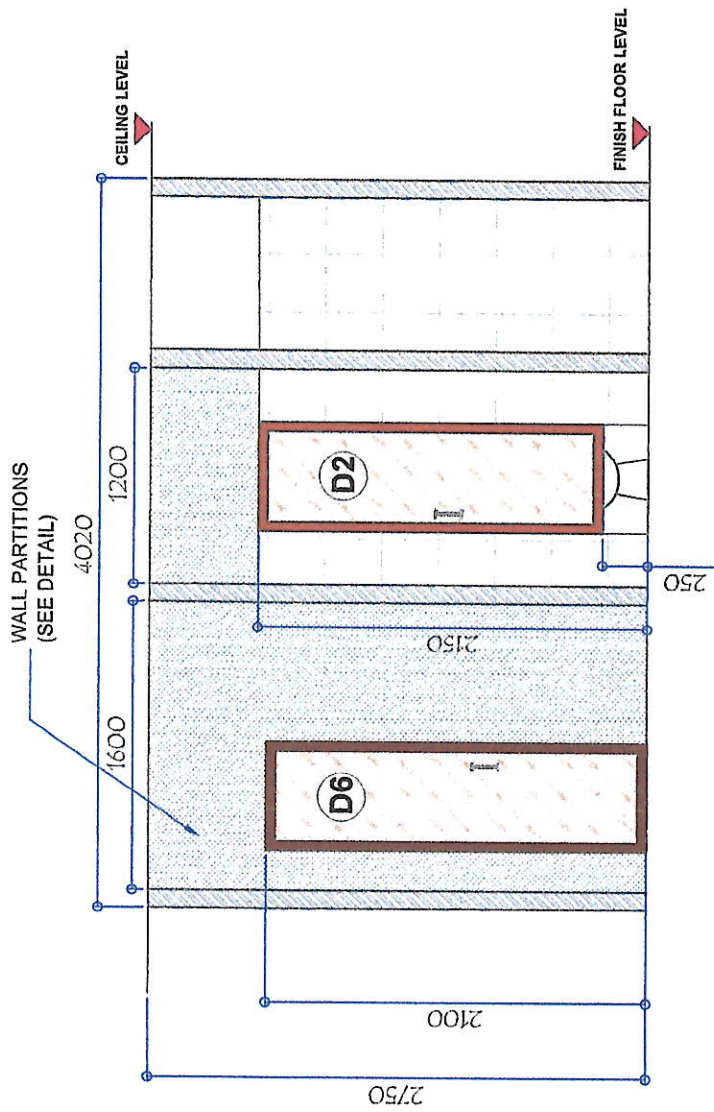 WALL PARTITIONS
(SEE DETAIL)
4020
1600
1200
CEILING LEVEL
D6
D2
2750
2100
2150
250
FINISH FLOOR LEVEL